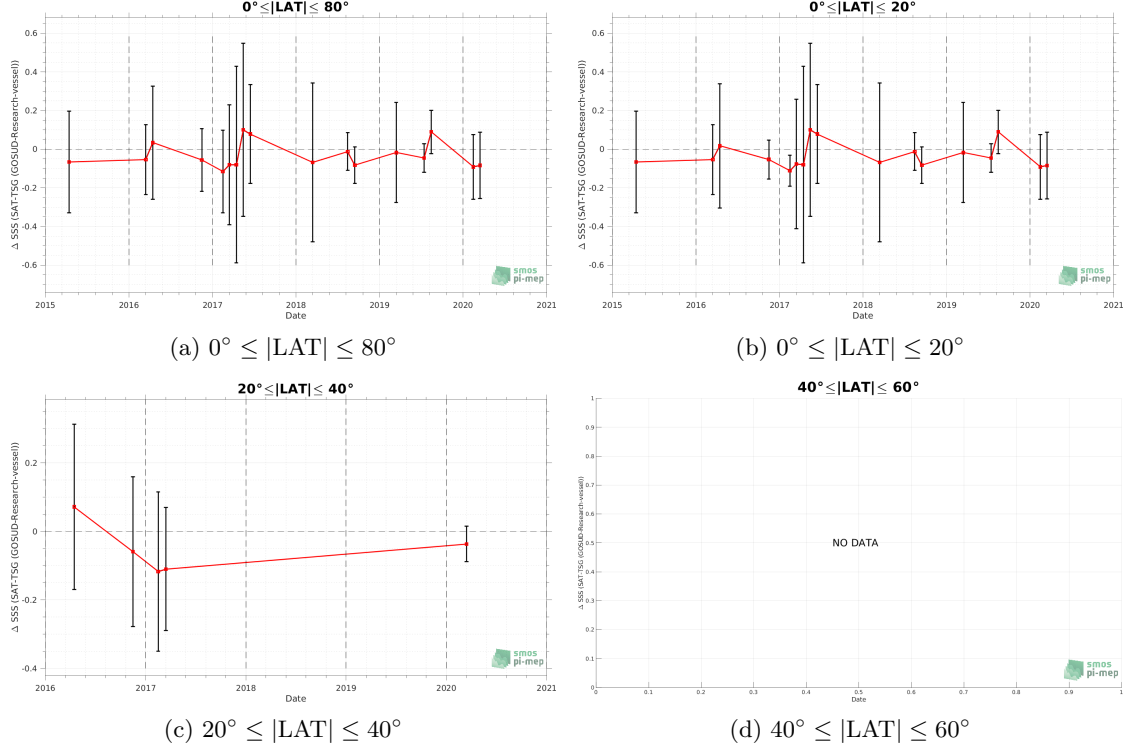 0°≤|LAT|≤ 80°
Δ SSS (SAT-TSG (GOSUD-Research-vessel))
0.6
0.4
0.2
0
-0.2
-0.4
-0.6
smos
pi-mep
2015 2016 2017 2018 2019 2020 2021
Date
(a) 0° ≤ |LAT| ≤ 80°
0°≤|LAT|≤ 20°
Δ SSS (SAT-TSG (GOSUD-Research-vessel))
0.6
0.4
0.2
0
-0.2
-0.4
-0.6
smos
pi-mep
2015 2016 2017 2018 2019 2020 2021
Date
(b) 0° ≤ |LAT| ≤ 20°
20°≤|LAT|≤ 40°
Δ SSS (SAT-TSG (GOSUD-Research-vessel))
0.2
0
-0.2
-0.4
smos
pi-mep
2016 2017 2018 2019 2020 2021
Date
(c) 20° ≤ |LAT| ≤ 40°
40°≤|LAT|≤ 60°
Δ SSS (SAT-TSG (GOSUD-Research-vessel))
1
0.9
0.8
0.7
0.6
0.5
0.4
0.3
0.2
0.1
0
NO DATA
smos
pi-mep
0 0.1 0.2 0.3 0.4 0.5 0.6 0.7 0.8 0.9 1
Date
(d) 40° ≤ |LAT| ≤ 60°